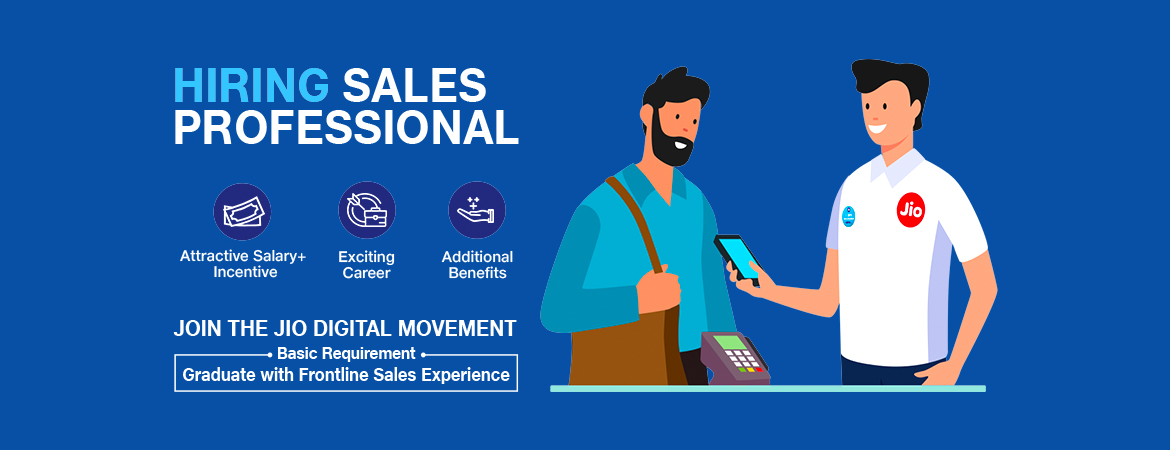 HIRING SALES
PROFESSIONAL
Attractive Salary+
Incentive
Exciting
Career
Additional
Benefits
JOIN THE JIO DIGITAL MOVEMENT
Basic Requirement
Graduate with Frontline Sales Experience
Jio